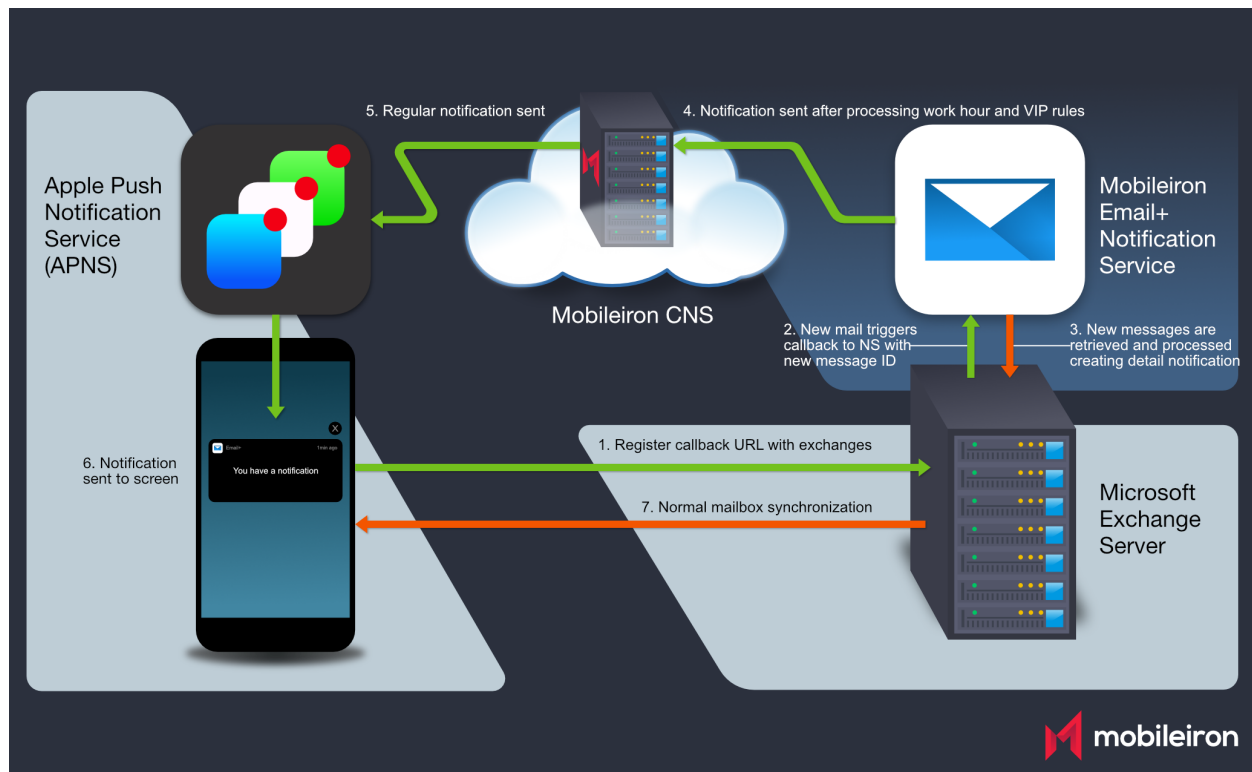 5. Regular notification sent
4. Notification sent after processing work hour and VIP rules
Apple Push
Notification
Service
(APNS)
Mobileiron
Email+
Notification
Service
Mobileiron CNS
2. New mail triggers
callback to NS with
new message ID
3. New messages are
retrieved and processed
creating detail notification
X
Email+
1min ago
You have a notification
6. Notification
sent to screen
1. Register callback URL with exchanges
7. Normal mailbox synchronization
Microsoft
Exchange
Server
mobileiron